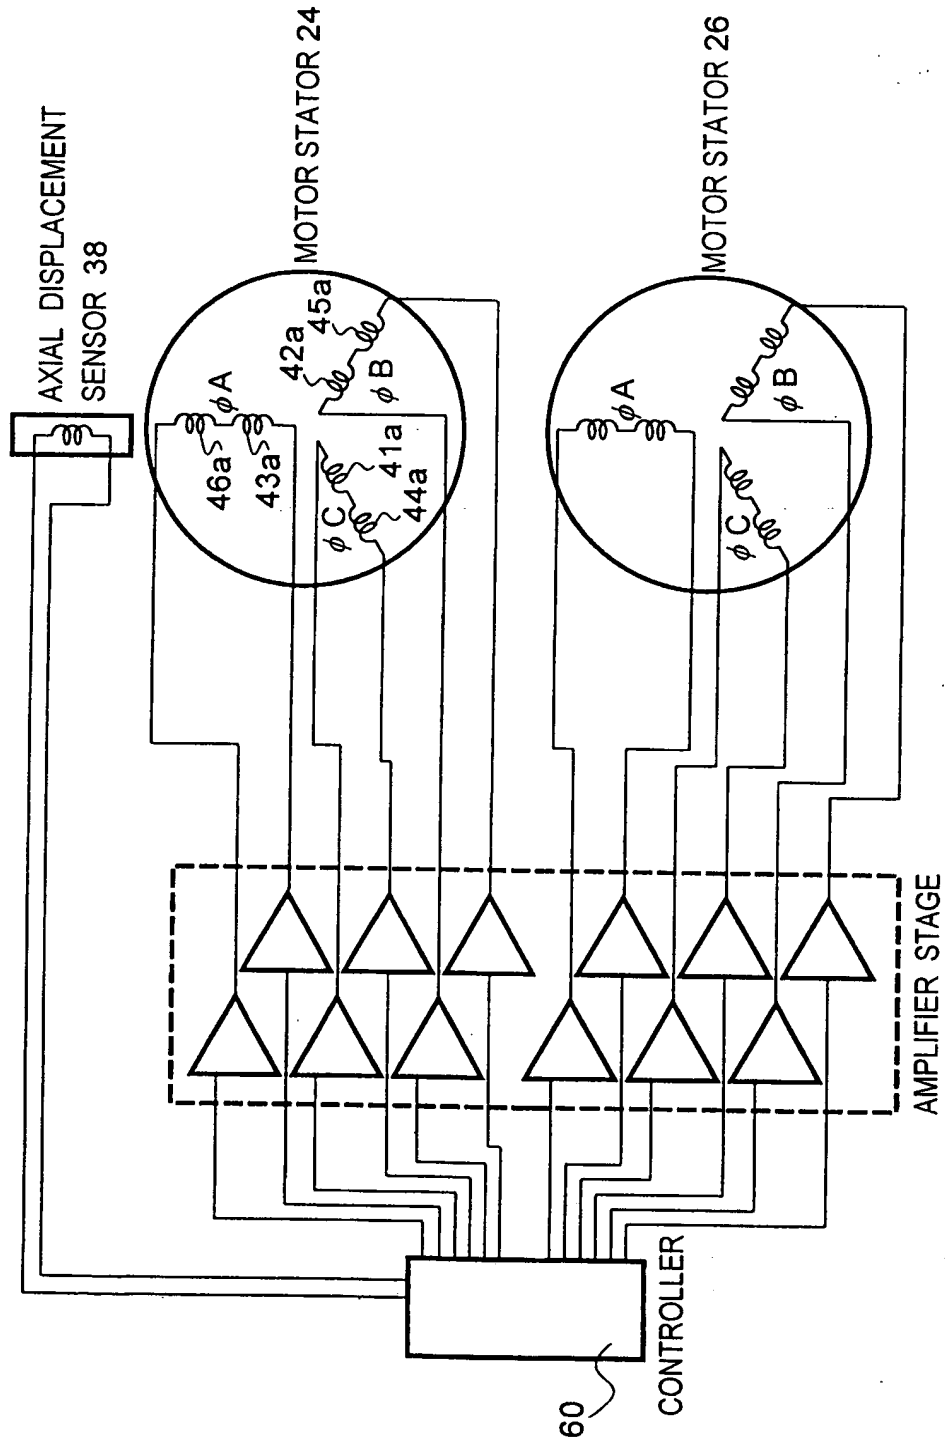 AXIAL DISPLACEMENT
SENSOR 38
MOTOR STATOR 24
46a
ϕA
43a
42a
45a
ϕB
ϕC
41a
44a
MOTOR STATOR 26
ϕA
ϕB
ϕC
AMPLIFIER STAGE
CONTROLLER
60